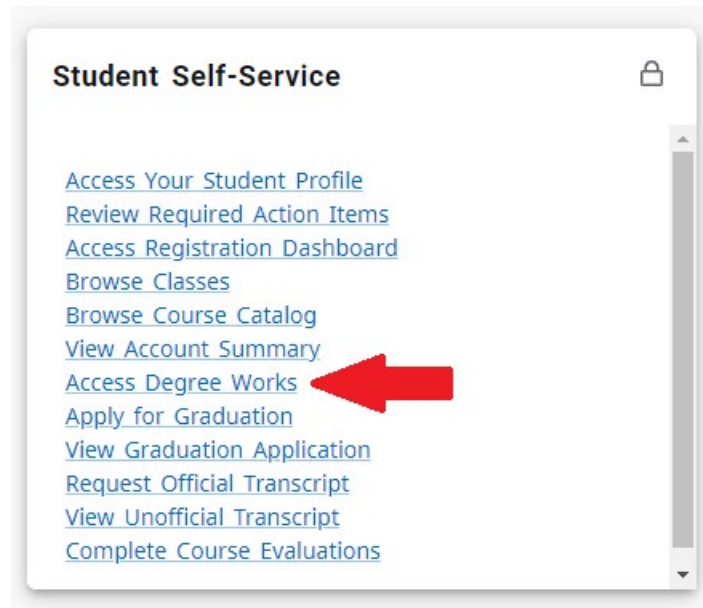 Student Self-Service
Access Your Student Profile
Review Required Action Items
Access Registration Dashboard
Browse Classes
Browse Course Catalog
View Account Summary
Access Degree Works
Apply for Graduation
View Graduation Application
Request Official Transcript
View Unofficial Transcript
Complete Course Evaluations